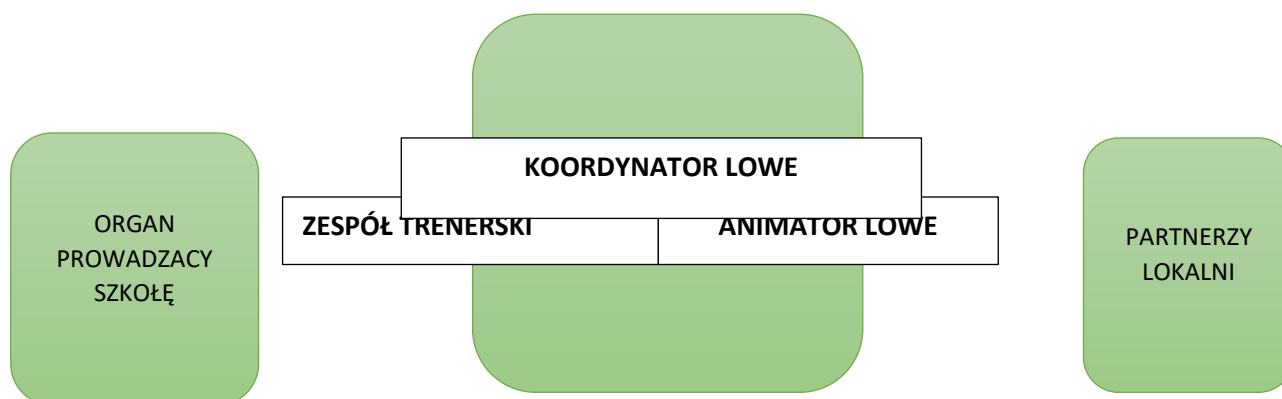 KOORDYNATOR LOWE
ZESPÓŁ TRENERSKI
ANIMATOR LOWE
ORGAN
PROWADZACY
SZKOŁĘ
PARTNERZY
LOKALNI